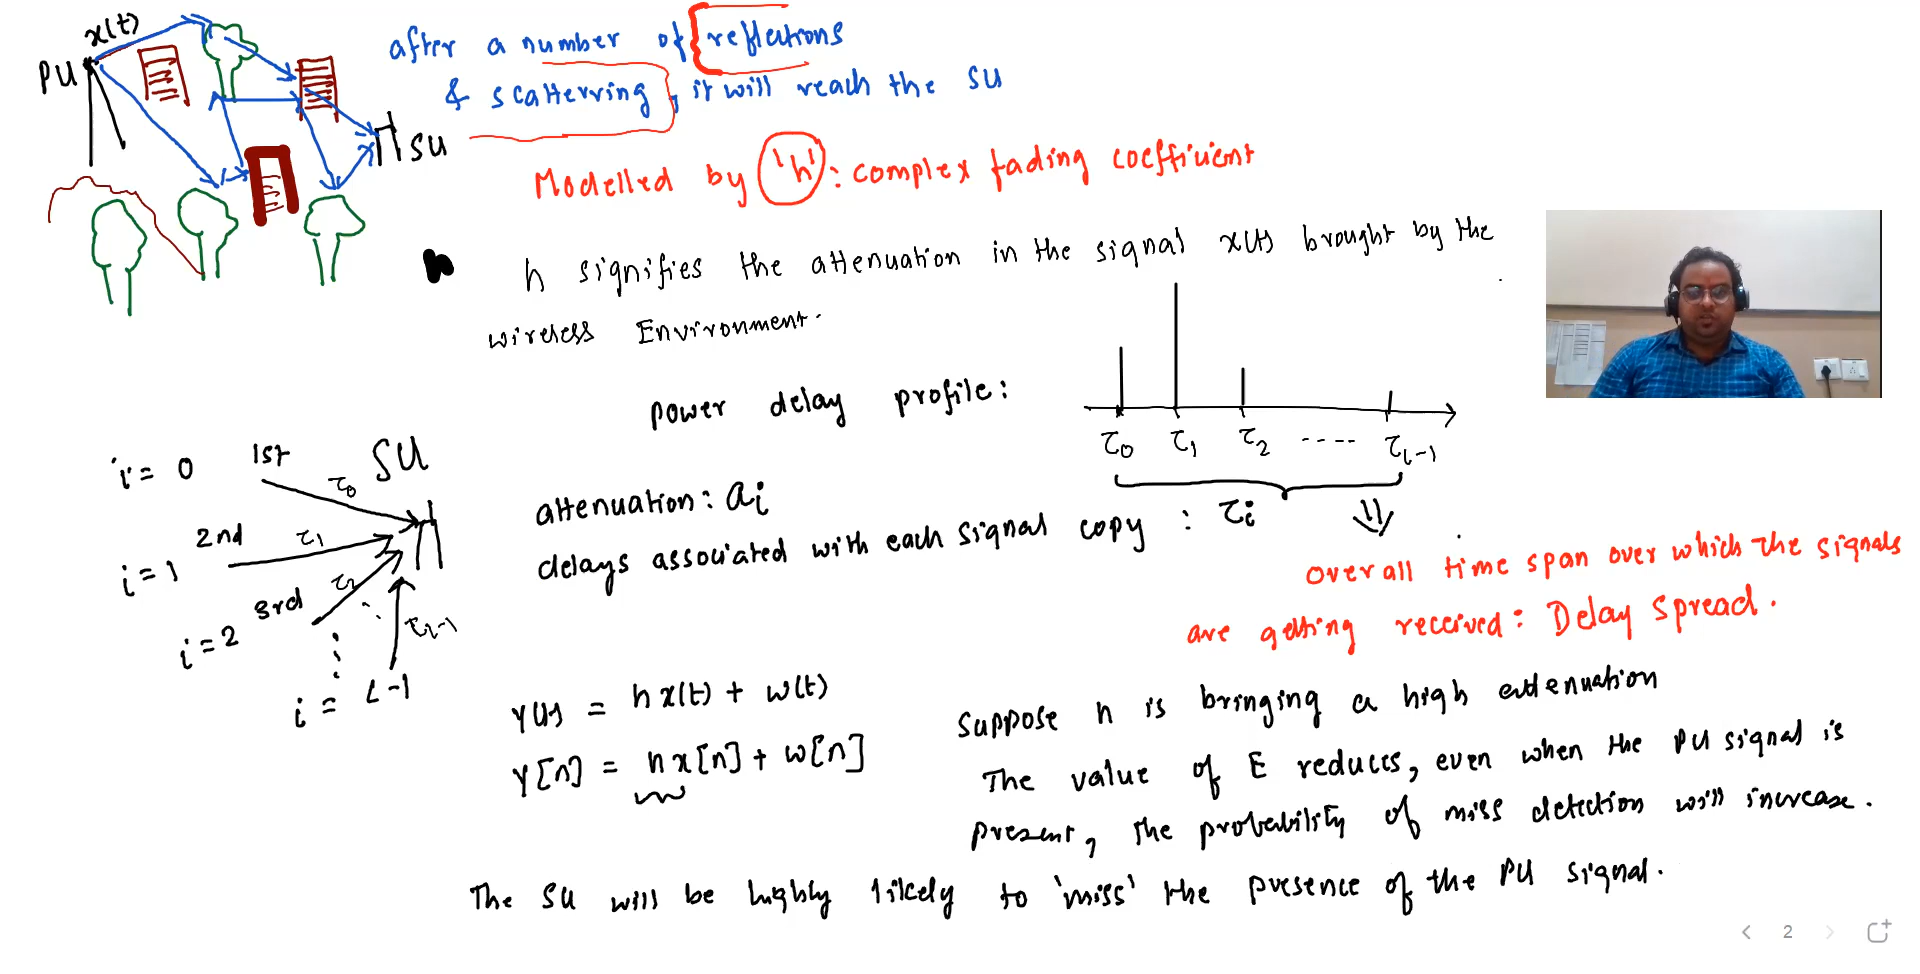 x(t)
PU
SU
after a number of reflections
& scatterring, it will reach the SU
Modelled by 'h' : complex fading coefficient
h signifies the attenuation in the signal x(t) brought by the
wireless Environment.
power delay profile:
τ0 τ1 τ2 ---- τL-1
i = 0 1st τ0 SU
i = 1 2nd τ1
i = 2 3rd τ2
i = L-1 τL-1
attenuation: ai
delays associated with each signal copy : τi
overall time span over which the signals
are getting received: Delay spread.
y(t) = hx(t) + w(t)
y[n] = hx[n] + w[n]
Suppose h is bringing a high attenuation
The value of E reduces, even when the PU signal is
present, the probability of miss detection will increase.
The SU will be highly likely to 'miss' the presence of the PU signal.
2